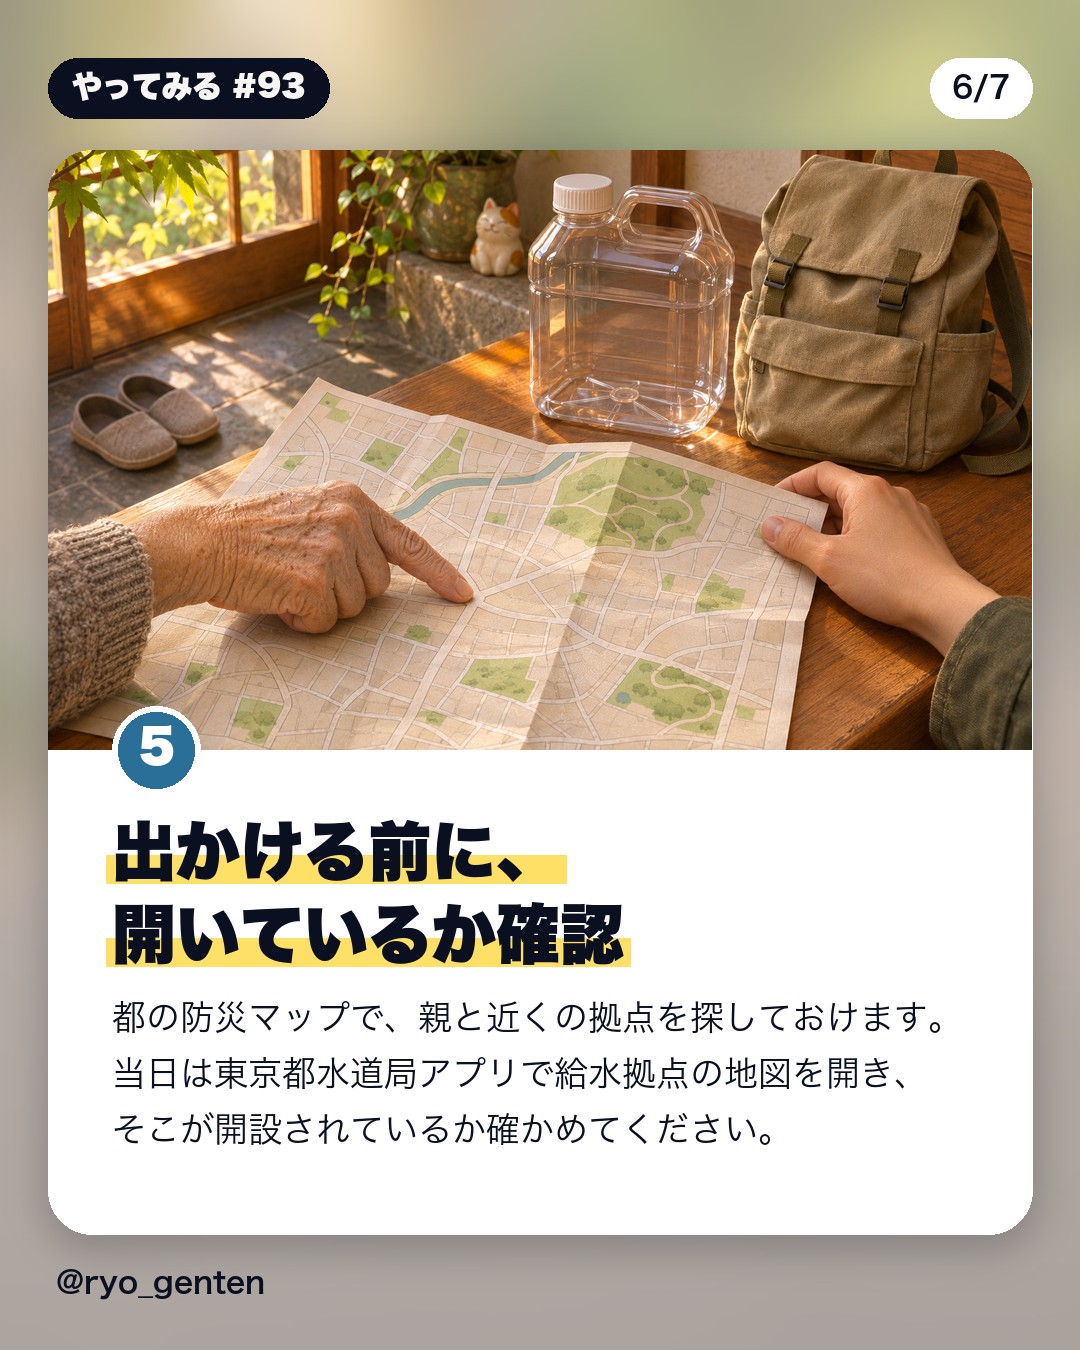 やってみる #93
6/7
5
出かける前に、
開いているか確認
都の防災マップで、親と近くの拠点を探しておけます。
当日は東京都水道局アプリで給水拠点の地図を開き、
そこが開設されているか確かめてください。
@ryo_genten